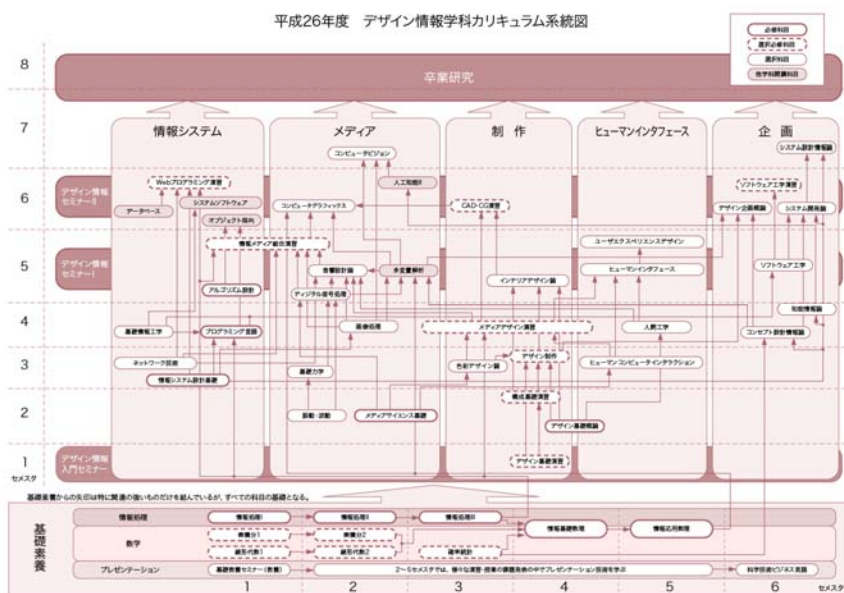 平成26年度 デザイン情報学科カリキュラム系統図
必修科目
選択必修科目
選択科目
他学科開講科目
8
卒業研究
7
情報システム
メディア
制作
ヒューマンインタフェース
企画
システム設計情報論
コンピュータビジョン
デザイン情報
セミナーII
6
Webプログラミング演習
人工知能II
ソフトウェア工学演習
システムソフトウェア
コンピュータグラフィックス
CAD・CG演習
デザイン企画概論
システム開発論
データベース
オブジェクト指向
情報メディア総合演習
ユーザエクスペリエンスデザイン
デザイン情報
セミナーI
5
音響設計論
多変量解析
ヒューマンインタフェース
ソフトウェア工学
インテリアデザイン論
アルゴリズム設計
ディジタル信号処理
知能情報論
4
基礎情報工学
プログラミング言語
画像処理
メディアデザイン演習
人間工学
コンセプト設計情報論
3
ネットワーク技術
デザイン制作
ヒューマンコンピュータインタラクション
基礎力学
色彩デザイン論
情報システム設計基礎
2
構成基礎演習
振動・波動
メディアサイエンス基礎
デザイン基礎概論
1
セメスタ
デザイン情報
入門セミナー
デザイン基礎演習
基礎素養からの矢印は特に関連の強いものだけを結んでいるが、すべての科目の基礎となる。
基礎素養
情報処理
情報処理I
情報処理II
情報処理III
数学
微積分1
微積分2
情報基礎数理
情報応用数理
線形代数1
線形代数2
確率統計
プレゼンテーション
基礎教養セミナー(教養)
2〜5セメスタでは、様々な演習・授業の課題発表の中でプレゼンテーション技術を学ぶ
科学技術ビジネス英語
1
2
3
4
5
6
セメスタ